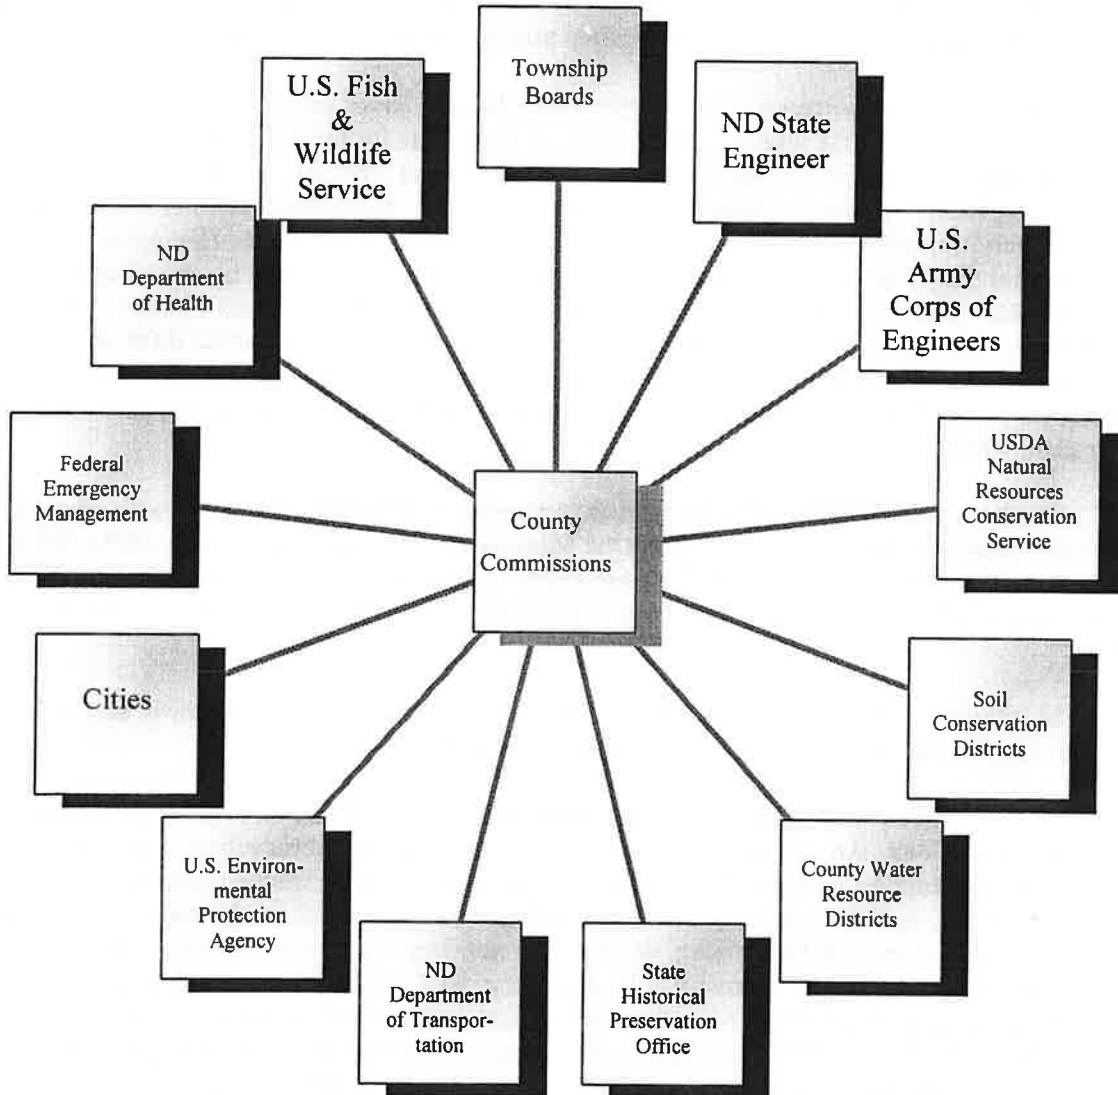 Township
Boards
U.S. Fish
&
Wildlife
Service
ND State
Engineer
ND
Department
of Health
U.S.
Army
Corps of
Engineers
Federal
Emergency
Management
County
Commissions
USDA
Natural
Resources
Conservation
Service
Cities
Soil
Conservation
Districts
U.S. Environ-
mental
Protection
Agency
County Water
Resource
Districts
ND
Department
of Transpor-
tation
State
Historical
Preservation
Office